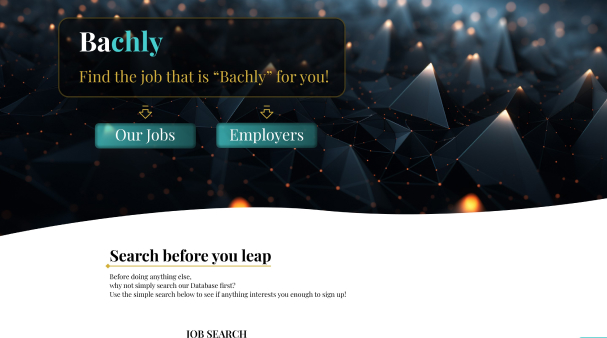 Bachly
Find the job that is “Bachly” for you!
Our Jobs
Employers
Search before you leap
Before doing anything else,
why not simply search our Database first?
Use the simple search below to see if anything interests you enough to sign up!
JOB SEARCH